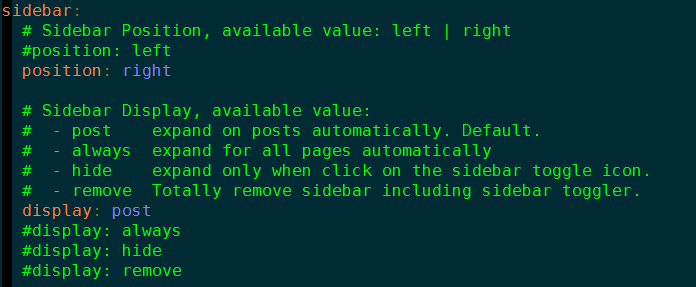 sidebar:
  # Sidebar Position, available value: left | right
  #position: left
  position: right

  # Sidebar Display, available value:
  #  - post    expand on posts automatically. Default.
  #  - always  expand for all pages automatically
  #  - hide    expand only when click on the sidebar toggle icon.
  #  - remove  Totally remove sidebar including sidebar toggler.
  display: post
  #display: always
  #display: hide
  #display: remove